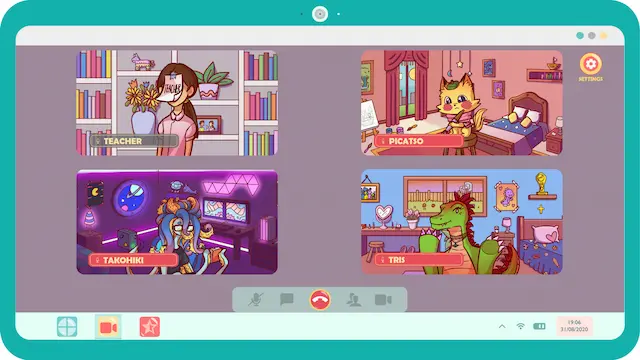 SETTINGS
TEACHER
PICATSO
TAKOHIKI
TRIS
19:06
31/08/2020